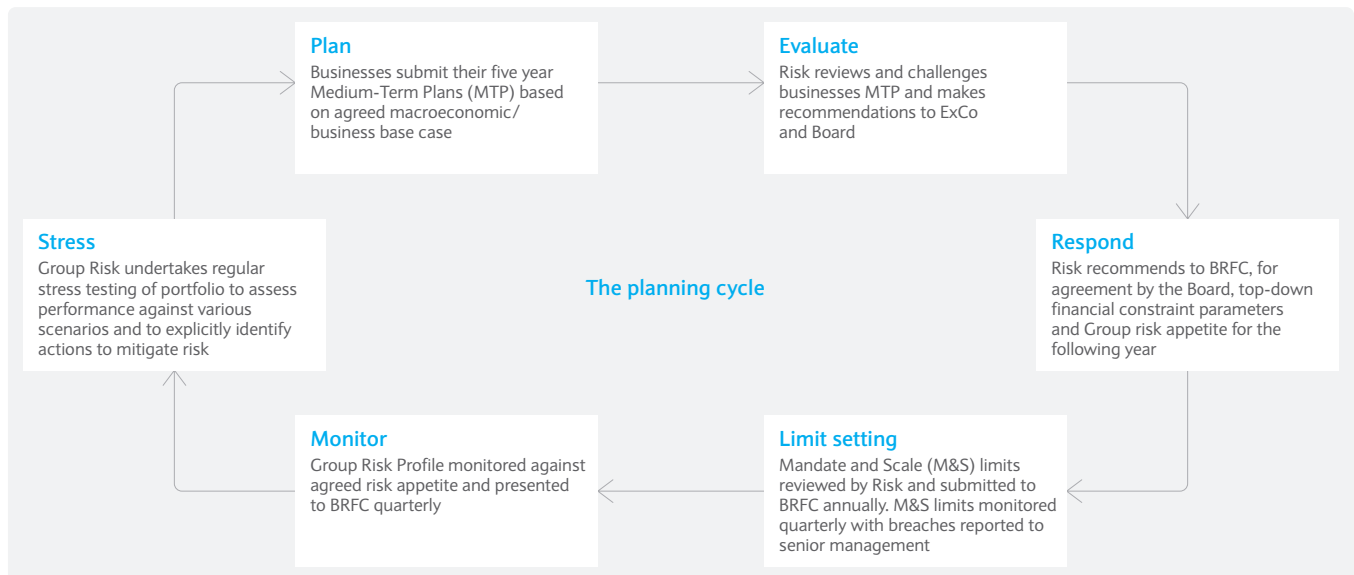 Plan
Businesses submit their five year
Medium-Term Plans (MTP) based
on agreed macroeconomic/
business base case
Evaluate
Risk reviews and challenges
businesses MTP and makes
recommendations to ExCo
and Board
Stress
Group Risk undertakes regular
stress testing of portfolio to assess
performance against various
scenarios and to explicitly identify
actions to mitigate risk
The planning cycle
Respond
Risk recommends to BRFC, for
agreement by the Board, top-down
financial constraint parameters
and Group risk appetite for the
following year
Monitor
Group Risk Profile monitored against
agreed risk appetite and presented
to BRFC quarterly
Limit setting
Mandate and Scale (M&S) limits
reviewed by Risk and submitted to
BRFC annually. M&S limits monitored
quarterly with breaches reported to
senior management